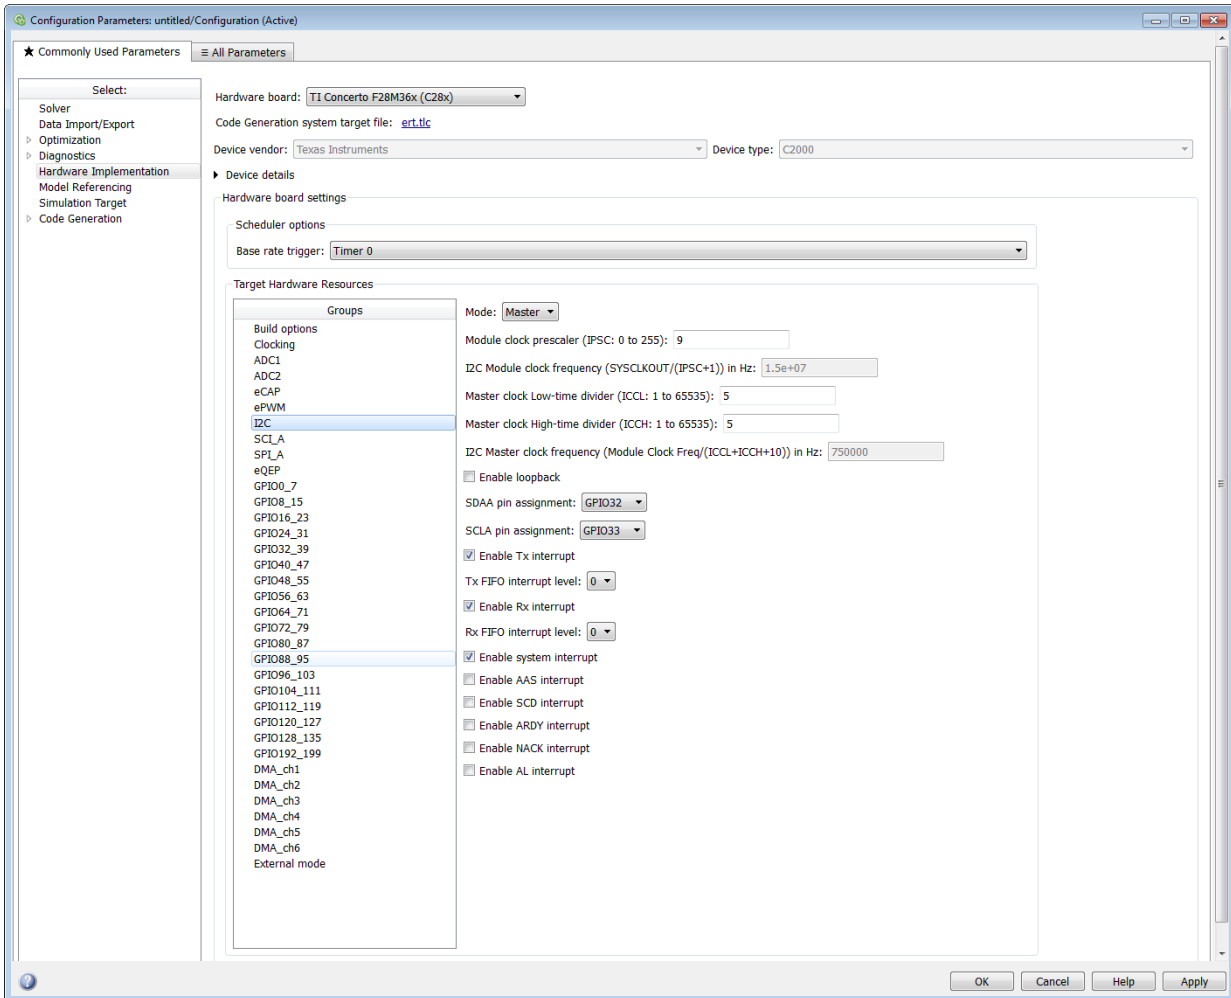 Configuration Parameters: untitled/Configuration (Active)
★ Commonly Used Parameters
≡ All Parameters
Select:
Solver
Data Import/Export
Optimization
Diagnostics
Hardware Implementation
Model Referencing
Simulation Target
Code Generation
Hardware board: TI Concerto F28M36x (C28x)
Code Generation system target file: ert.tlc
Device vendor: Texas Instruments Device type: C2000
Device details
Hardware board settings
Scheduler options
Base rate trigger: Timer 0
Target Hardware Resources
Groups
Build options
Clocking
ADC1
ADC2
eCAP
ePWM
I2C
SCI_A
SPI_A
eQEP
GPIO0_7
GPIO8_15
GPIO16_23
GPIO24_31
GPIO32_39
GPIO40_47
GPIO48_55
GPIO56_63
GPIO64_71
GPIO72_79
GPIO80_87
GPIO88_95
GPIO96_103
GPIO104_111
GPIO112_119
GPIO120_127
GPIO128_135
GPIO192_199
DMA_ch1
DMA_ch2
DMA_ch3
DMA_ch4
DMA_ch5
DMA_ch6
External mode
Mode: Master
Module clock prescaler (IPSC: 0 to 255): 9
I2C Module clock frequency (SYSCLKOUT/(IPSC+1)) in Hz: 1.5e+07
Master clock Low-time divider (ICCL: 1 to 65535): 5
Master clock High-time divider (ICCH: 1 to 65535): 5
I2C Master clock frequency (Module Clock Freq/(ICCL+ICCH+10)) in Hz: 750000
Enable loopback
SDAA pin assignment: GPIO32
SCLA pin assignment: GPIO33
Enable Tx interrupt
Tx FIFO interrupt level: 0
Enable Rx interrupt
Rx FIFO interrupt level: 0
Enable system interrupt
Enable AAS interrupt
Enable SCD interrupt
Enable ARDY interrupt
Enable NACK interrupt
Enable AL interrupt
?
OK
Cancel
Help
Apply